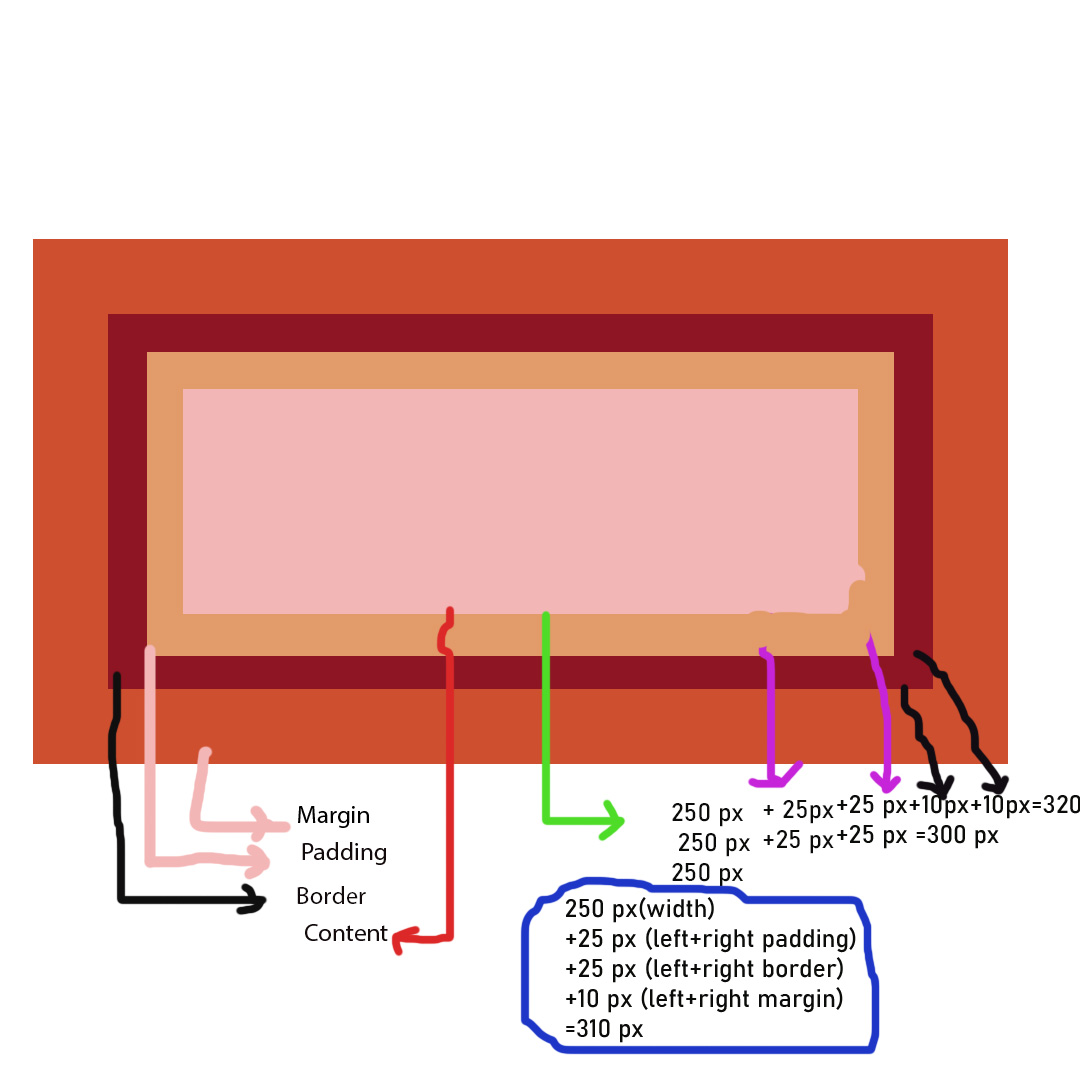 Margin
Padding
Border
Content
250 px + 25px+25 px+10px+10px=320
250 px +25 px+25 px =300 px
250 px
250 px(width)
+25 px (left+right padding)
+25 px (left+right border)
+10 px (left+right margin)
=310 px